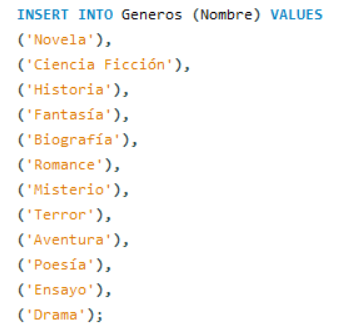 INSERT INTO Generos (Nombre) VALUES
('Novela'),
('Ciencia Ficción'),
('Historia'),
('Fantasía'),
('Biografía'),
('Romance'),
('Misterio'),
('Terror'),
('Aventura'),
('Poesía'),
('Ensayo'),
('Drama');